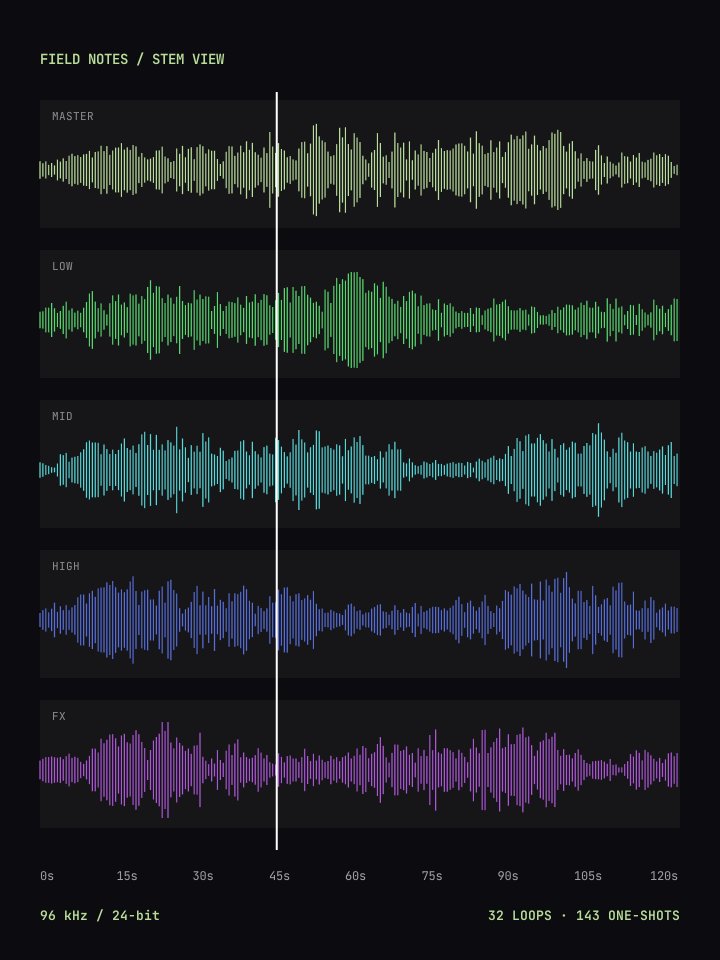 FIELD NOTES / STEM VIEW
MASTER
LOW
MID
HIGH
FX
0s 15s 30s 45s 60s 75s 90s 105s 120s
96 kHz / 24-bit 32 LOOPS · 143 ONE-SHOTS